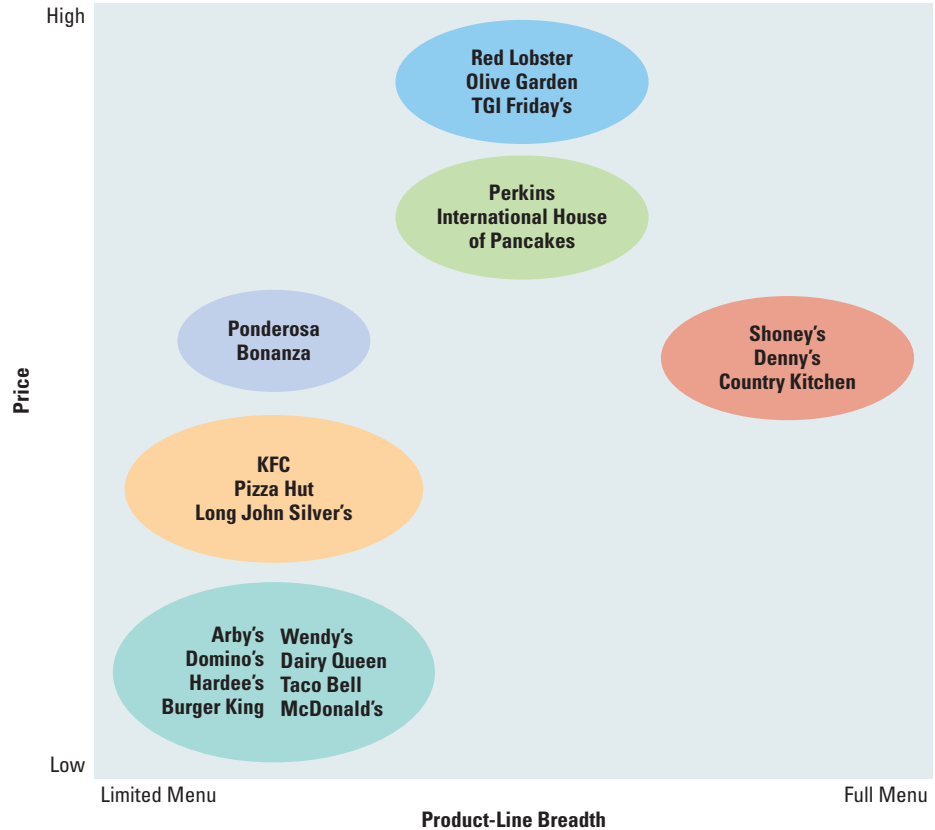 High
Red Lobster
Olive Garden
TGI Friday's
Perkins
International House
of Pancakes
Ponderosa
Bonanza
Shoney's
Denny's
Country Kitchen
Price
KFC
Pizza Hut
Long John Silver's
Arby's
Domino's
Hardee's
Burger King
Wendy's
Dairy Queen
Taco Bell
McDonald's
Low
Limited Menu
Full Menu
Product-Line Breadth